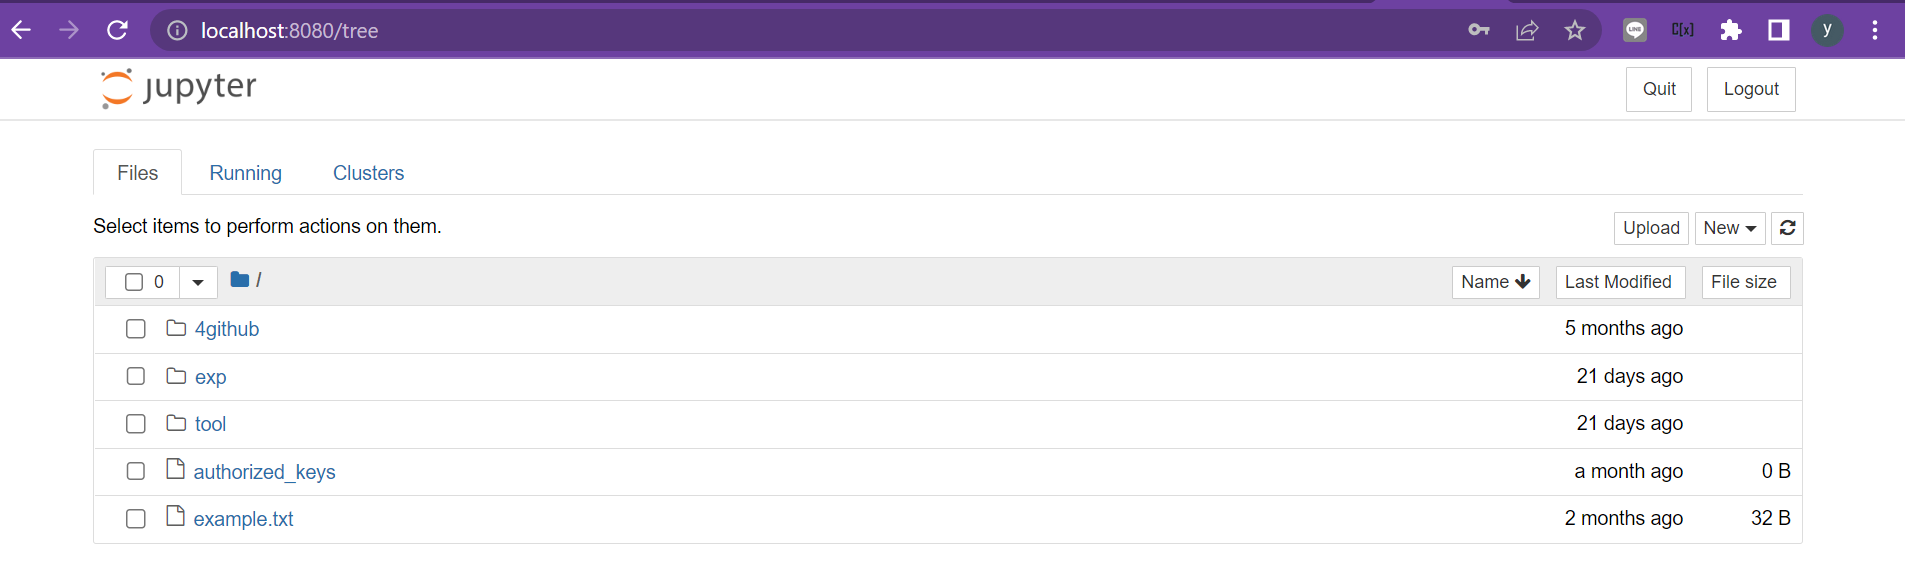 localhost:8080/tree
LINE C[x] y
jupyter Quit Logout
Files Running Clusters
Select items to perform actions on them. Upload New
0 / Name Last Modified File size
4github 5 months ago
exp 21 days ago
tool 21 days ago
authorized_keys a month ago 0 B
example.txt 2 months ago 32 B